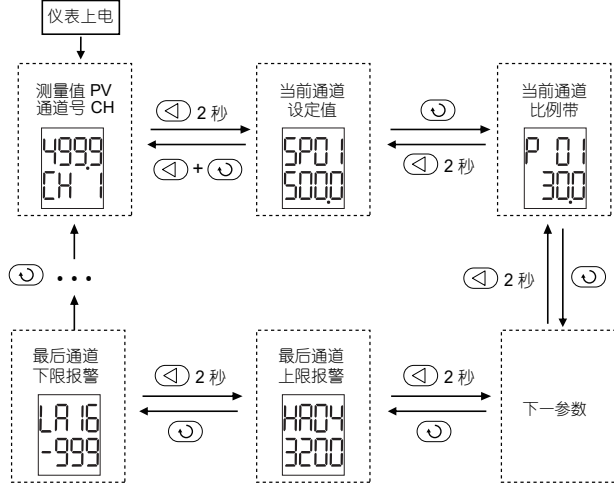 仪表上电
测量值 PV
通道号 CH
499.9
CH 1
2 秒
+
当前通道
设定值
SP01
500.0
2 秒
当前通道
比例带
P 01
30.0
2 秒
下一参数
2 秒
最后通道
上限报警
HA04
3200
2 秒
最后通道
下限报警
LA16
-999
• • •